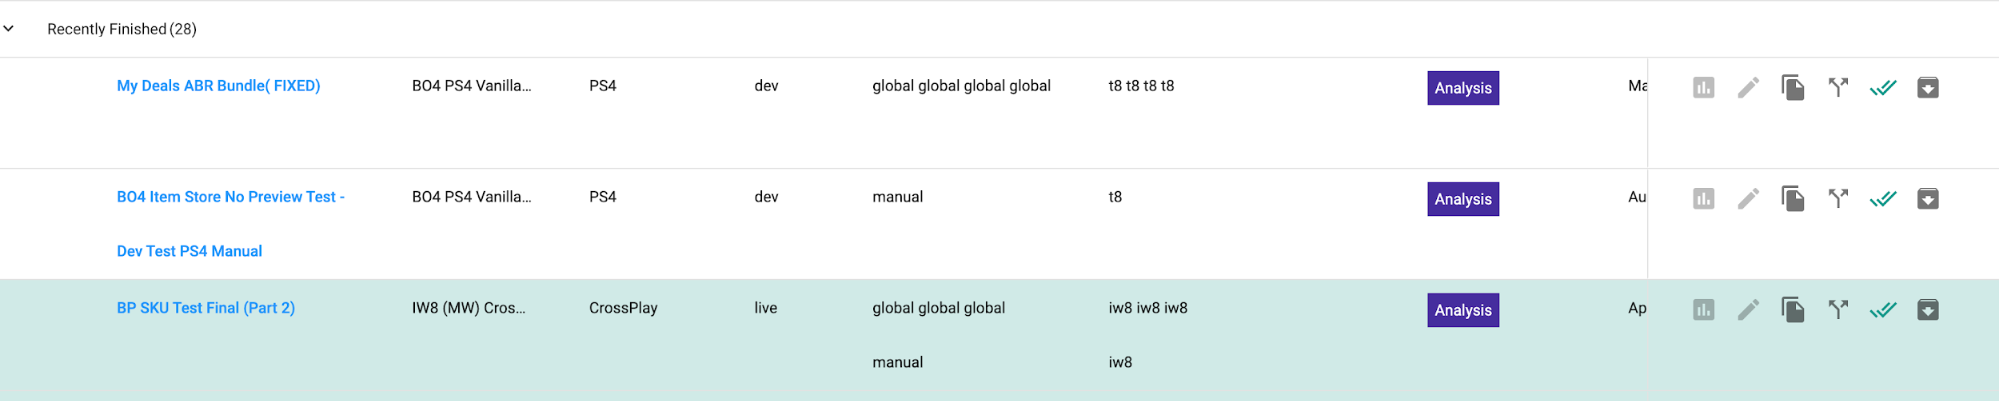 Recently Finished (28)
My Deals ABR Bundle( FIXED) BO4 PS4 Vanilla... PS4 dev global global global global t8 t8 t8 t8 Analysis Ma
BO4 Item Store No Preview Test - BO4 PS4 Vanilla... PS4 dev manual t8 Analysis Au
Dev Test PS4 Manual
BP SKU Test Final (Part 2) IW8 (MW) Cros... CrossPlay live global global global iw8 iw8 iw8 Analysis Ap
manual iw8